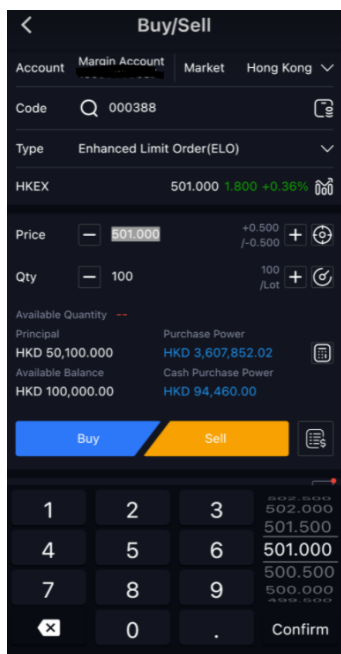 Buy/Sell
Account Margin Account Market Hong Kong
Code 000388
Type Enhanced Limit Order(ELO)
HKEX 501.000 1.800 +0.36%
Price − 501.000 +0.500 /-0.500 +
Qty − 100 100 /Lot +
Available Quantity --
Principal Purchase Power
HKD 50,100.000 HKD 3,607,852.02
Available Balance Cash Purchase Power
HKD 100,000.00 HKD 94,460.00
Buy Sell
502.500
1 2 3 502.000
501.500
4 5 6 501.000
500.500
7 8 9 500.000
499.500
0 . Confirm